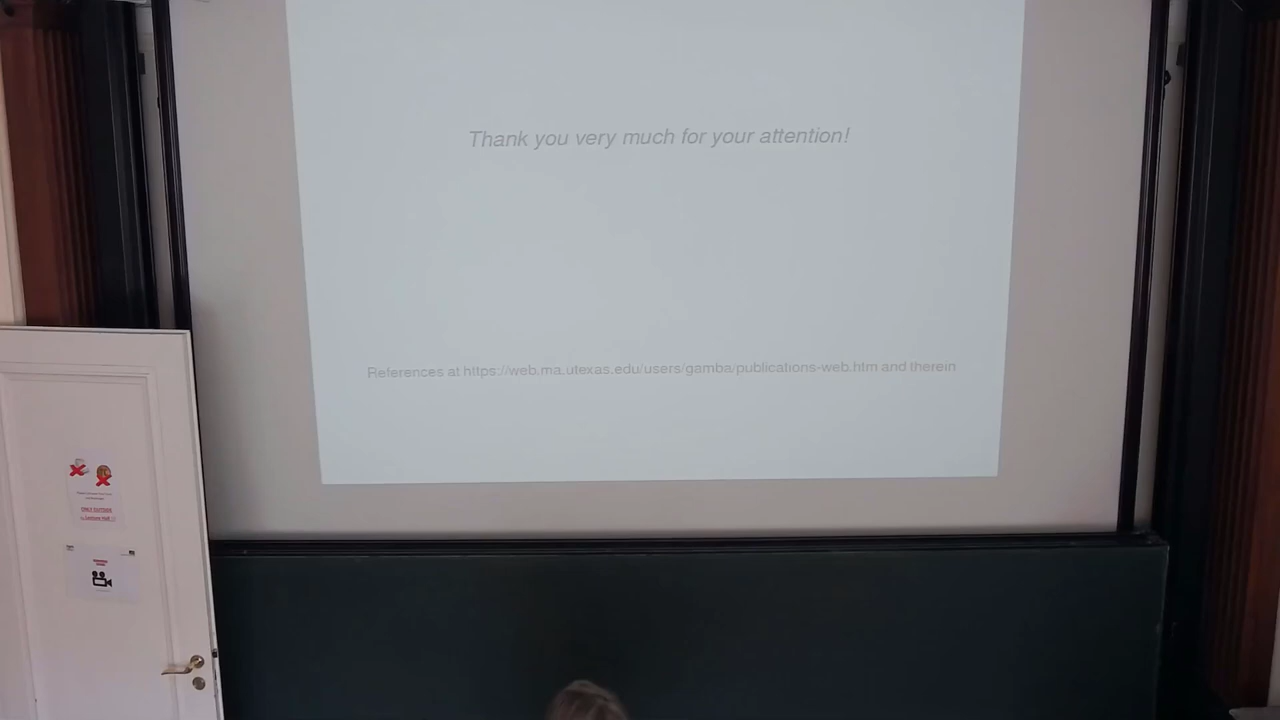 Thank you very much for your attention!
References at https://web.ma.utexas.edu/users/gamba/publications-web.htm and therein
ONLY OUTSIDE